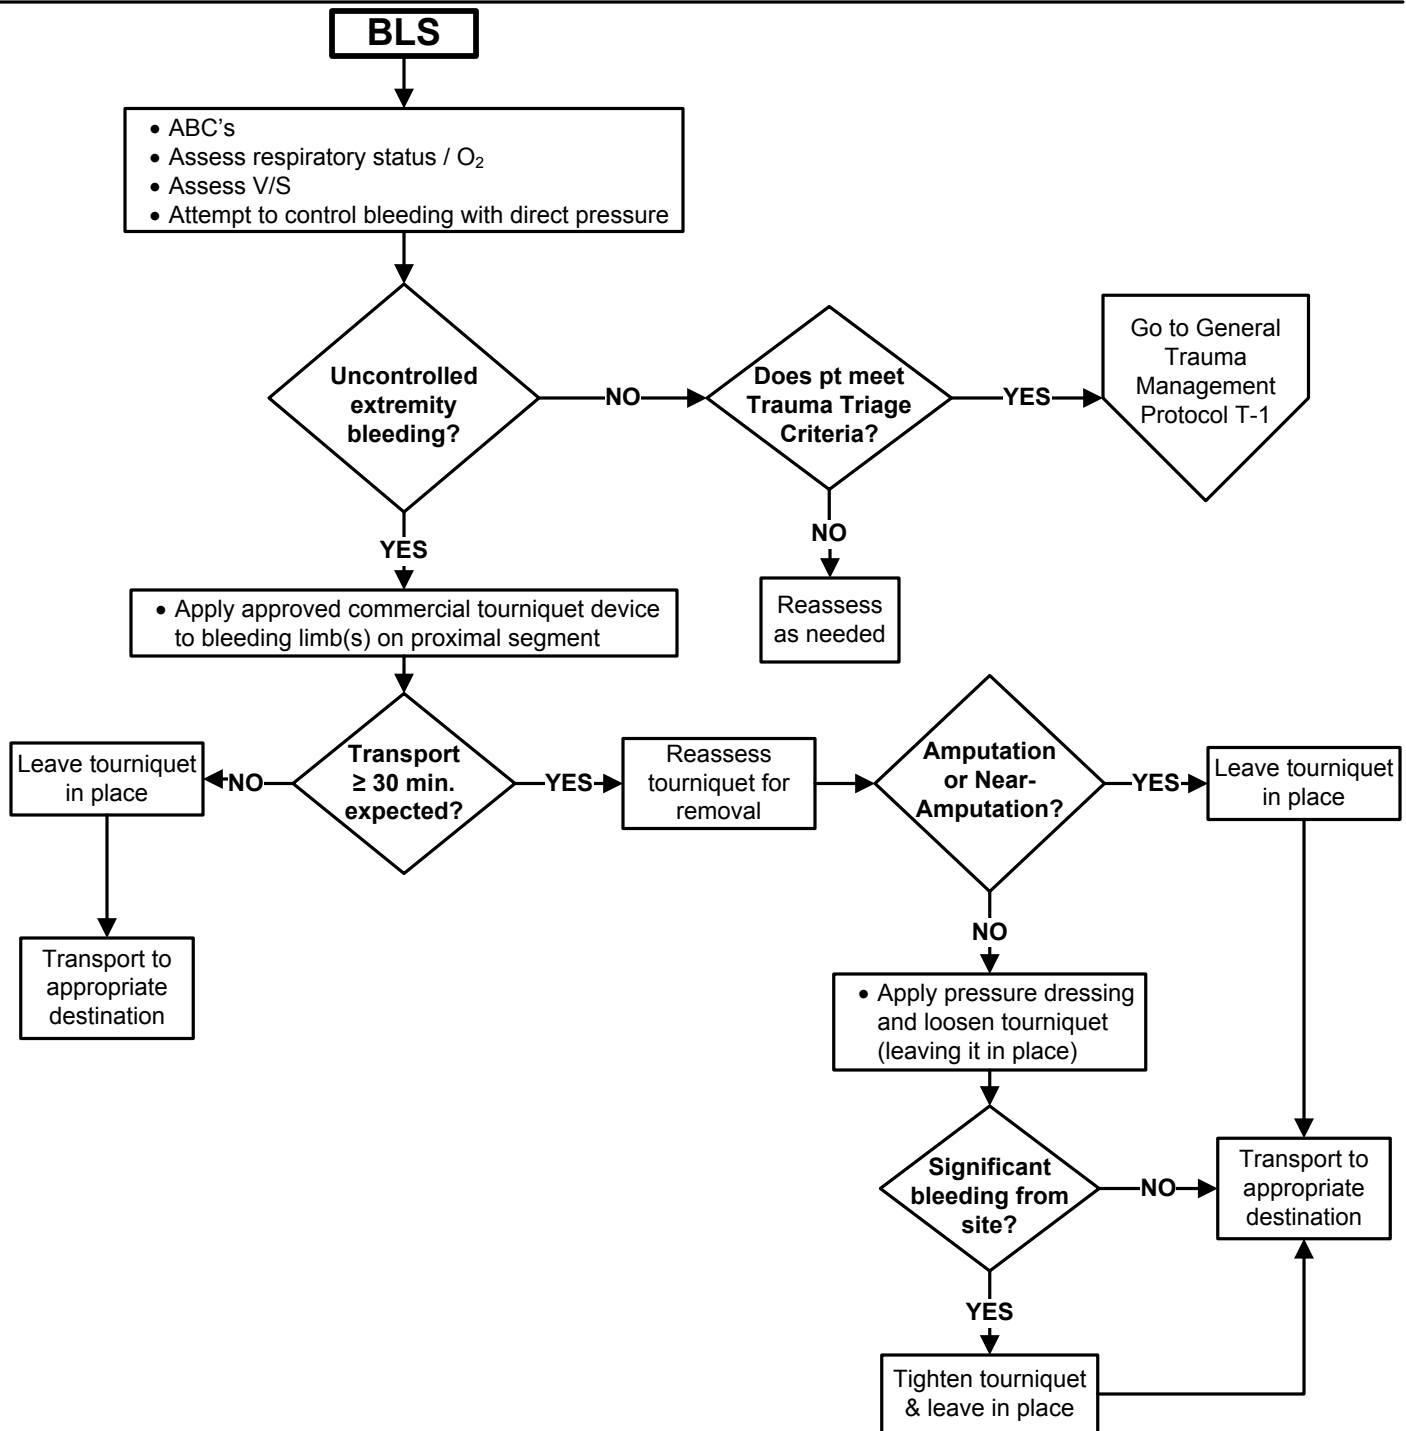 BLS
• ABC's
• Assess respiratory status / O₂
• Assess V/S
• Attempt to control bleeding with direct pressure
Uncontrolled
extremity
bleeding?
NO
Does pt meet
Trauma Triage
Criteria?
YES
Go to General
Trauma
Management
Protocol T-1
NO
Reassess
as needed
YES
• Apply approved commercial tourniquet device
to bleeding limb(s) on proximal segment
Transport
≥ 30 min.
expected?
NO
Leave tourniquet
in place
Transport to
appropriate
destination
YES
Reassess
tourniquet for
removal
Amputation
or Near-
Amputation?
YES
Leave tourniquet
in place
NO
• Apply pressure dressing
and loosen tourniquet
(leaving it in place)
Significant
bleeding from
site?
NO
Transport to
appropriate
destination
YES
Tighten tourniquet
& leave in place